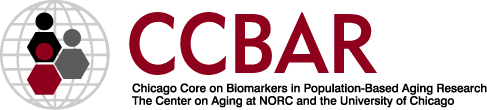 CCBAR
Chicago Core on Biomarkers in Population-Based Aging Research
The Center on Aging at NORC and the University of Chicago